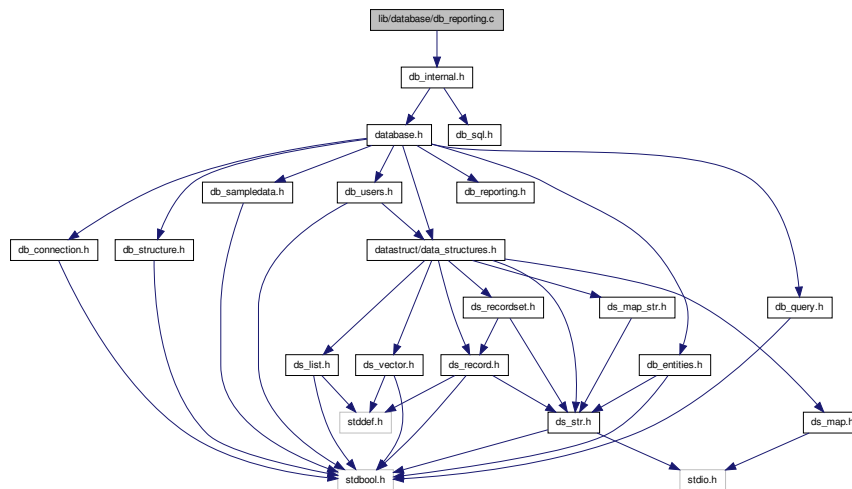 lib/database/db_reporting.c
db_internal.h
database.h
db_sql.h
db_sampledata.h
db_users.h
db_reporting.h
db_connection.h
db_structure.h
datastruct/data_structures.h
ds_recordset.h
ds_map_str.h
db_query.h
ds_list.h
ds_vector.h
ds_record.h
db_entities.h
stddef.h
ds_str.h
ds_map.h
stdbool.h
stdio.h